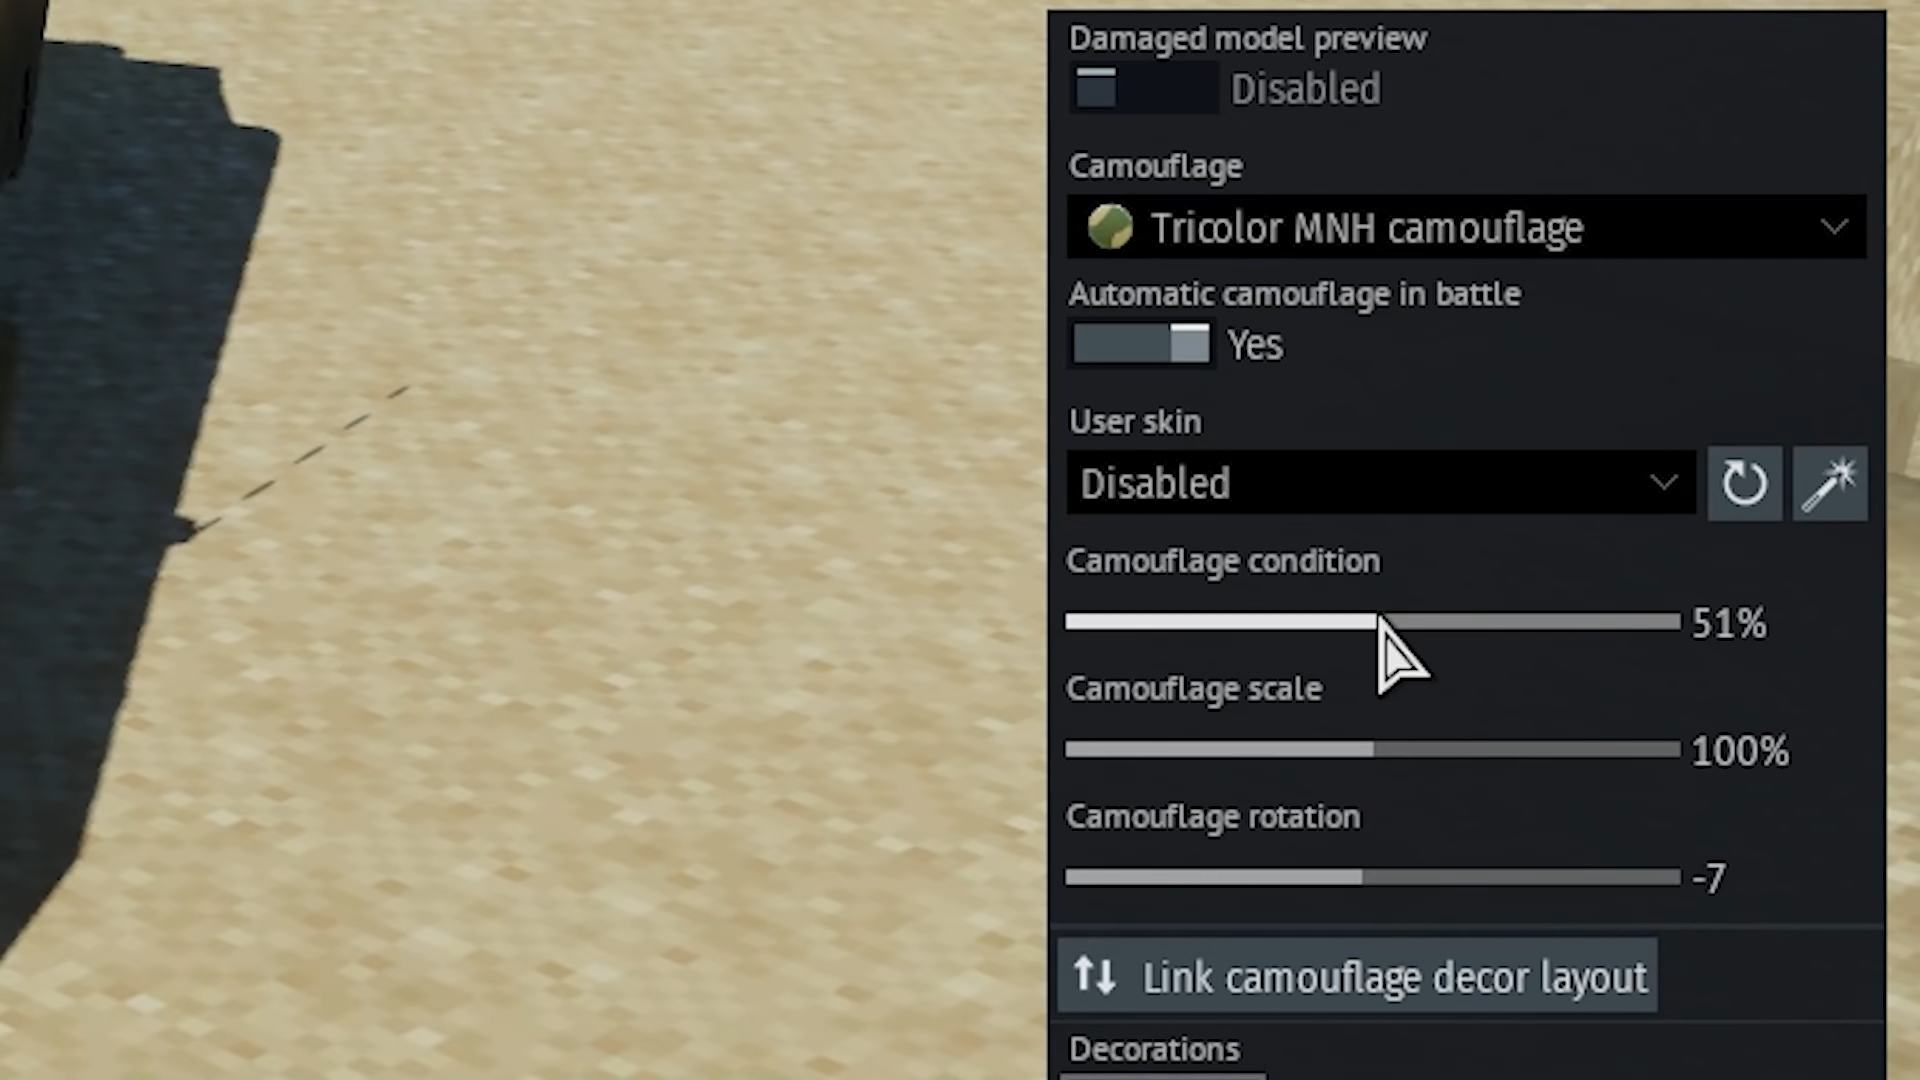 Damaged model preview
Disabled
Camouflage
Tricolor MNH camouflage
Automatic camouflage in battle
Yes
User skin
Disabled
Camouflage condition
51%
Camouflage scale
100%
Camouflage rotation
-7
Link camouflage decor layout
Decorations